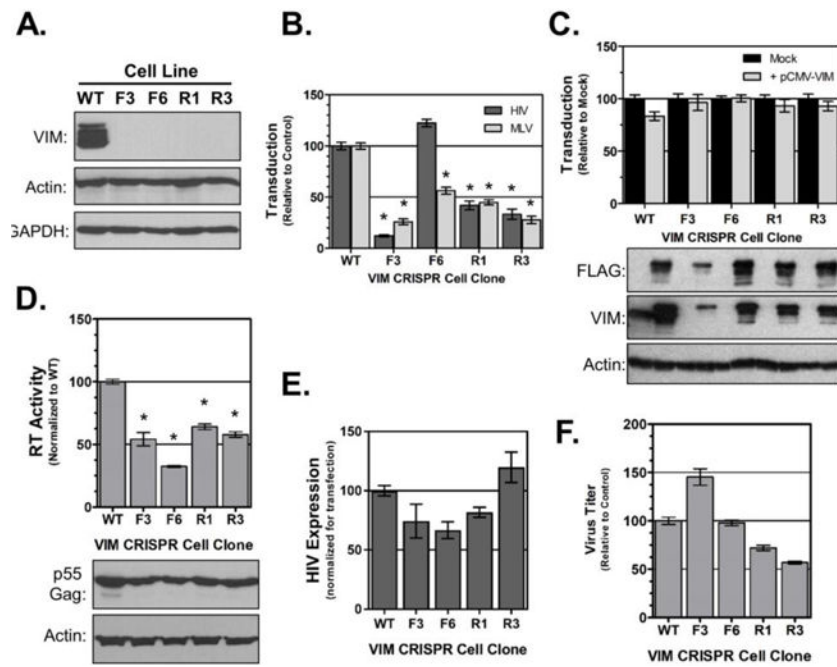 A.
Cell Line
WT F3 F6 R1 R3
VIM:
Actin:
GAPDH:
B.
Transduction
(Relative to Control)
150
100
50
0
HIV
MLV
* * * * * * *
WT F3 F6 R1 R3
VIM CRISPR Cell Clone
C.
Transduction
(Relative to Mock)
150
100
50
0
Mock
+ pCMV-VIM
WT F3 F6 R1 R3
VIM CRISPR Cell Clone
FLAG:
VIM:
Actin:
D.
RT Activity
(Normalized to WT)
150
100
50
0
* * * *
WT F3 F6 R1 R3
VIM CRISPR Cell Clone
p55
Gag:
Actin:
E.
HIV Expression
(normalized for transfection)
150
100
50
0
WT F3 F6 R1 R3
VIM CRISPR Cell Clone
F.
Virus Titer
(Relative to Control)
200
150
100
50
0
WT F3 F6 R1 R3
VIM CRISPR Cell Clone